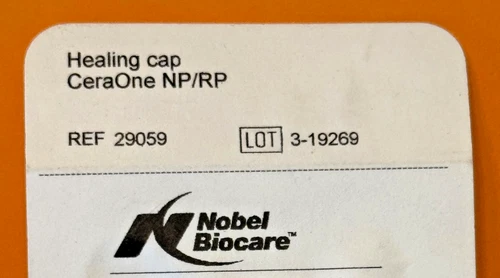 Healing cap
CeraOne NP/RP
REF 29059 LOT 3-19269
Nobel
Biocare™